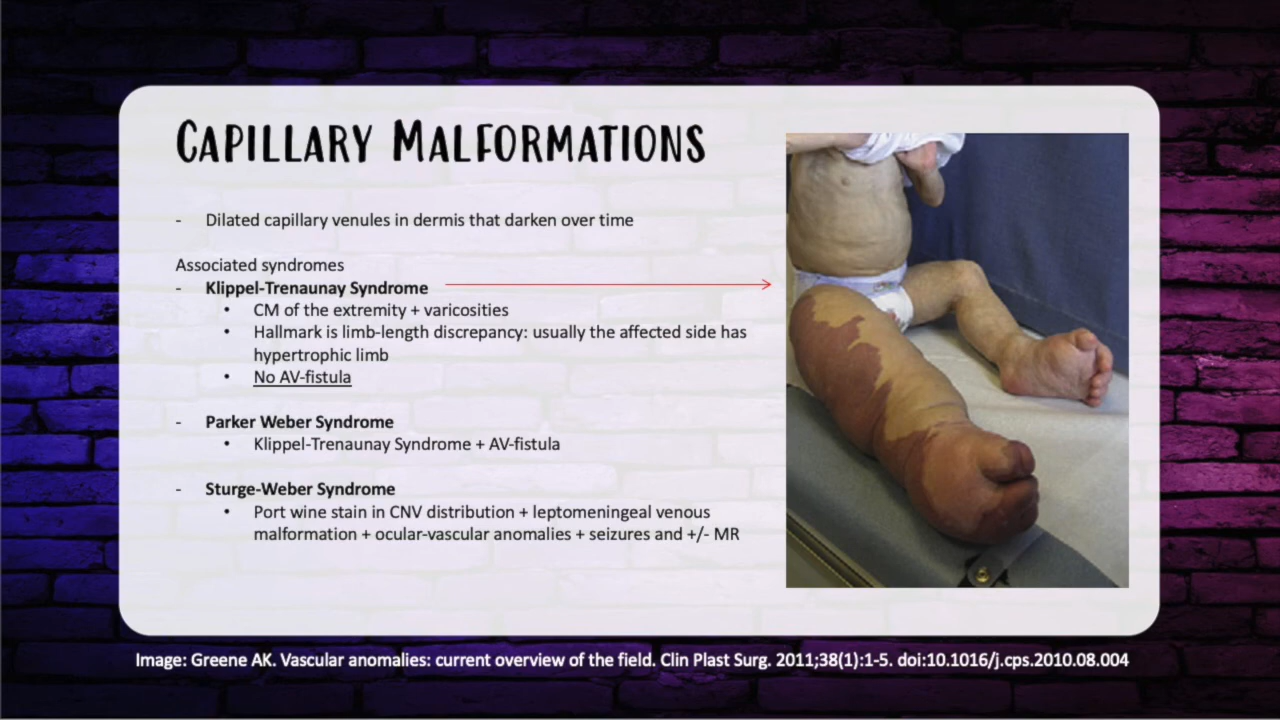 CAPILLARY MALFORMATIONS
- Dilated capillary venules in dermis that darken over time
Associated syndromes
- Klippel-Trenaunay Syndrome
• CM of the extremity + varicosities
• Hallmark is limb-length discrepancy: usually the affected side has
hypertrophic limb
• No AV-fistula
- Parker Weber Syndrome
• Klippel-Trenaunay Syndrome + AV-fistula
- Sturge-Weber Syndrome
• Port wine stain in CNV distribution + leptomeningeal venous
malformation + ocular-vascular anomalies + seizures and +/- MR
Image: Greene AK. Vascular anomalies: current overview of the field. Clin Plast Surg. 2011;38(1):1-5. doi:10.1016/j.cps.2010.08.004